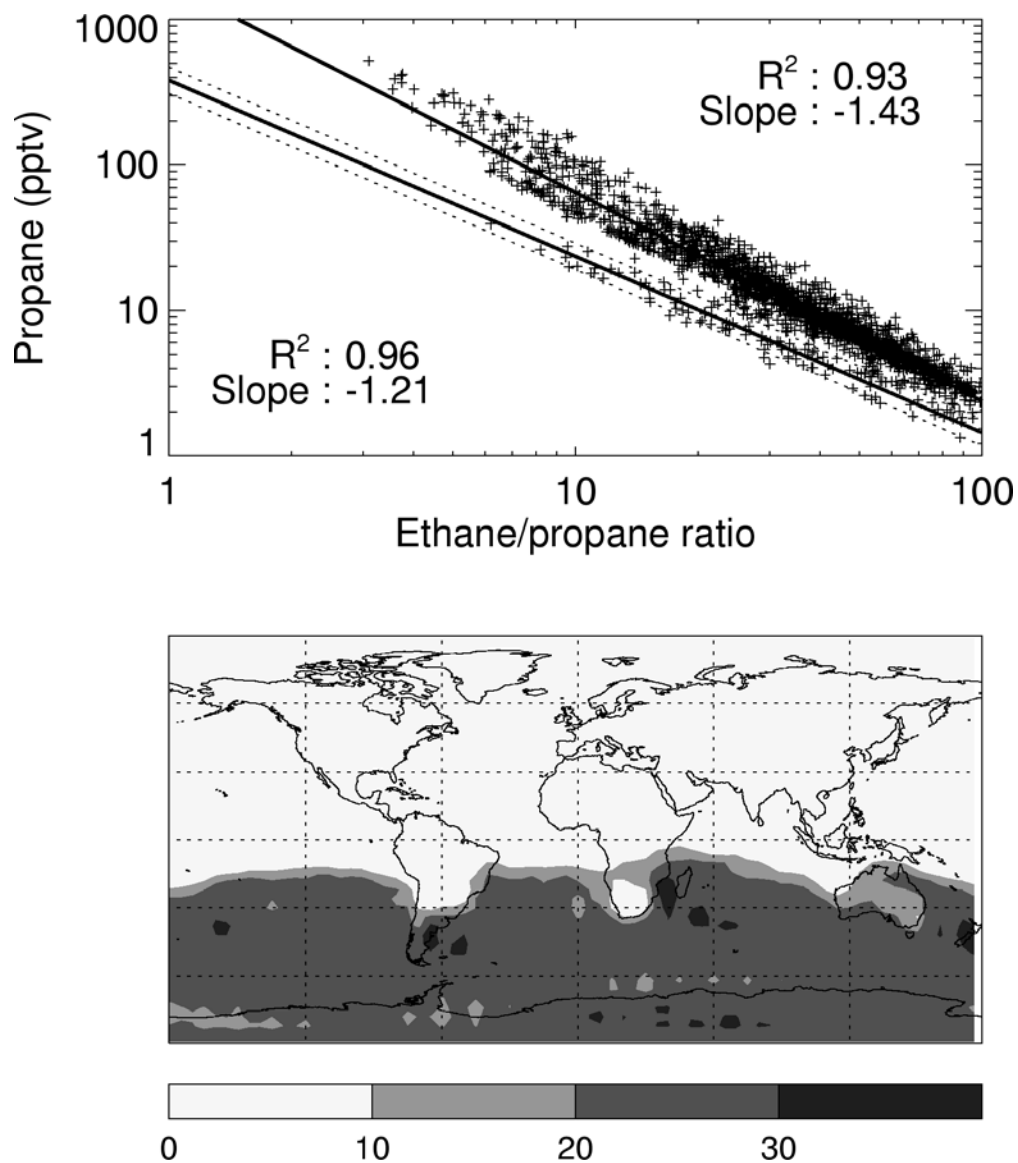 1000
100
10
1
Propane (pptv)
R² : 0.93
Slope : -1.43
R² : 0.96
Slope : -1.21
1 10 100
Ethane/propane ratio
0 10 20 30